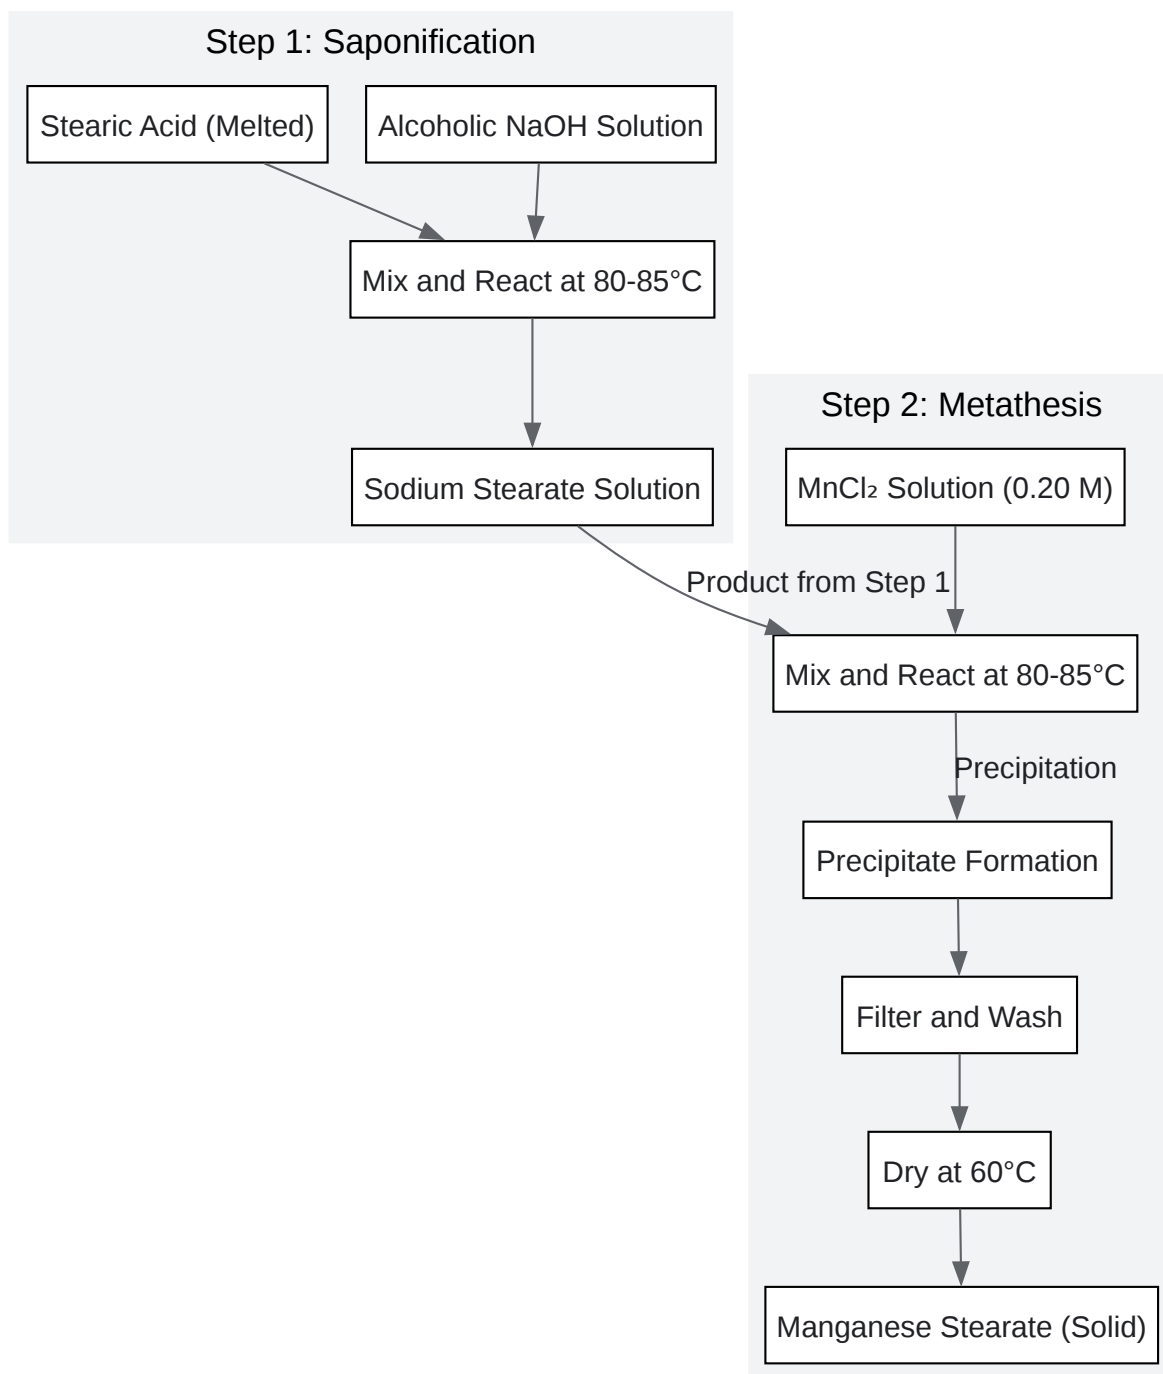 Step 1: Saponification
Stearic Acid (Melted)
Alcoholic NaOH Solution
Mix and React at 80-85°C
Sodium Stearate Solution
Step 2: Metathesis
MnCl₂ Solution (0.20 M)
Product from Step 1
Mix and React at 80-85°C
Precipitation
Precipitate Formation
Filter and Wash
Dry at 60°C
Manganese Stearate (Solid)